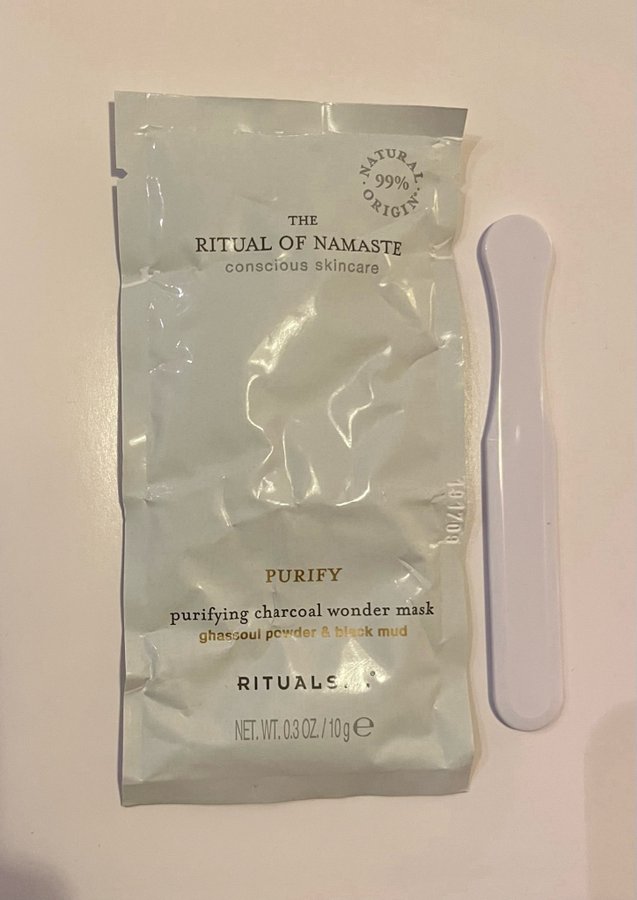 NATURAL
99%
ORIGIN
THE
RITUAL OF NAMASTE
conscious skincare
191709
PURIFY
purifying charcoal wonder mask
ghassoul powder & black mud
RITUALS...®
NET. WT. 0.3 OZ. / 10 g e